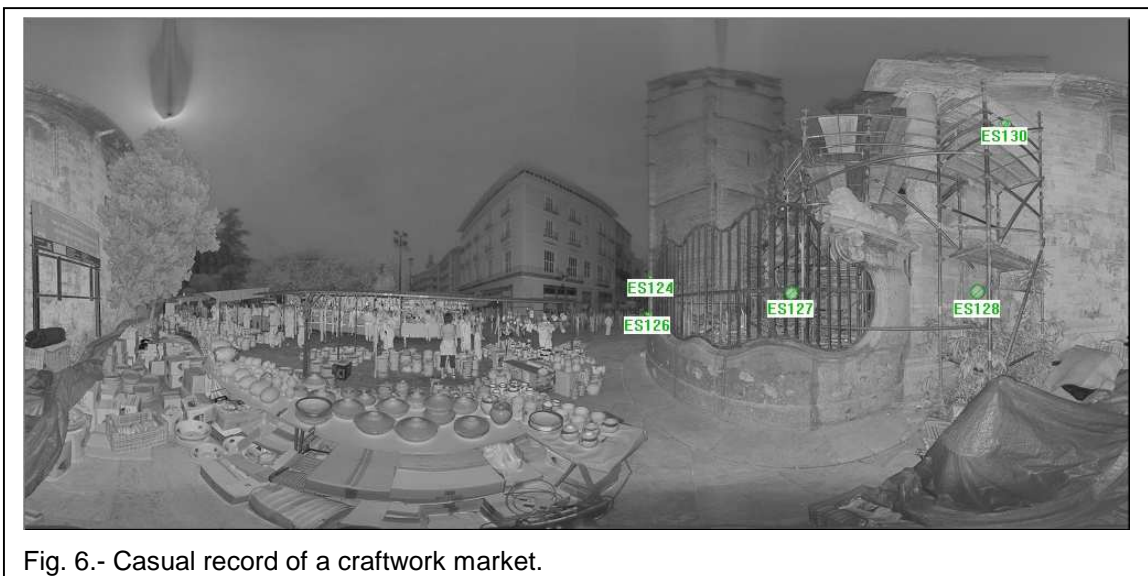 ES130
ES124
ES127
ES128
ES126
Fig. 6.- Casual record of a craftwork market.